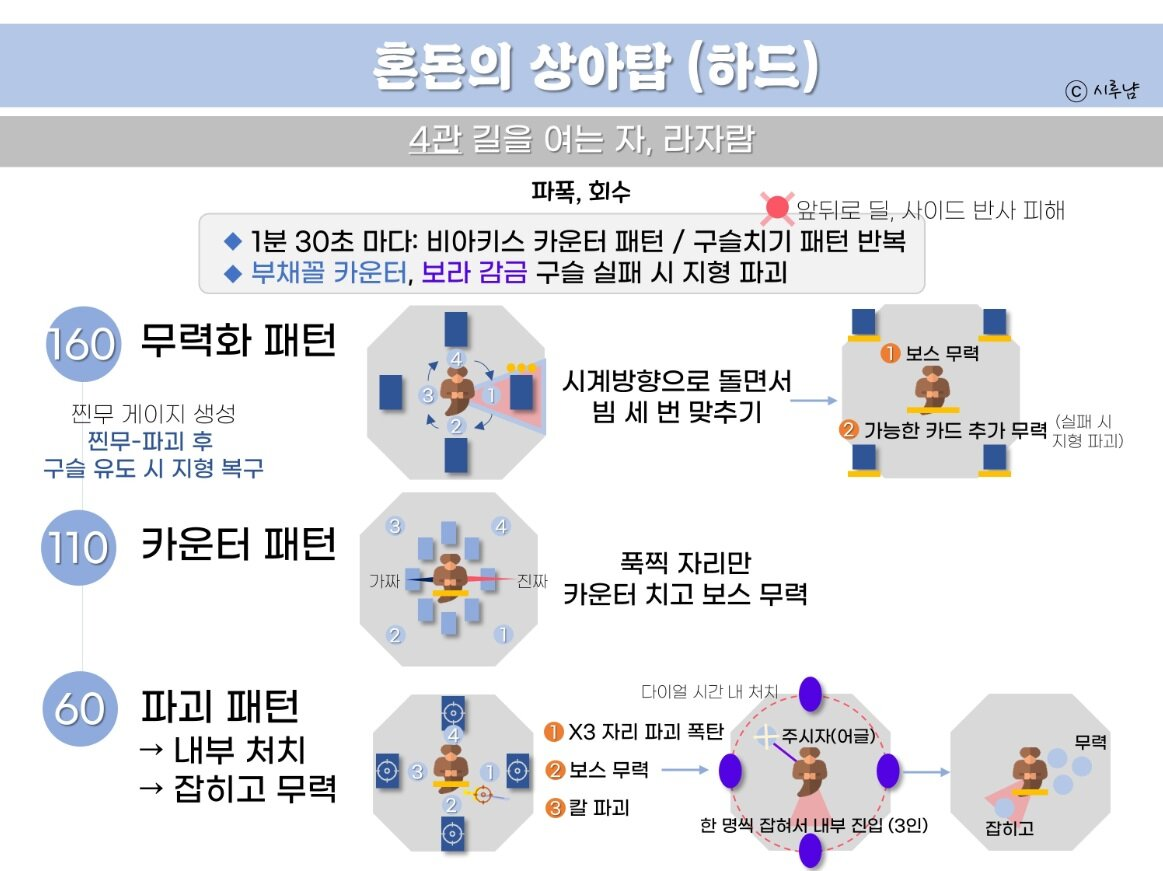 혼돈의 상아탑 (하드)
ⓒ 시루냠
4관 길을 여는 자, 라자람
파폭, 회수
앞뒤로 딜, 사이드 반사 피해
◆ 1분 30초 마다: 비아키스 카운터 패턴 / 구슬치기 패턴 반복
◆ 부채꼴 카운터, 보라 감금 구슬 실패 시 지형 파괴
160 무력화 패턴
찐무 게이지 생성
찐무-파괴 후
구슬 유도 시 지형 복구
4
3
1
2
시계방향으로 돌면서
빔 세 번 맞추기
1 보스 무력
2 가능한 카드 추가 무력
(실패 시
지형 파괴)
110 카운터 패턴
3
4
가짜
진짜
2
1
푹찍 자리만
카운터 치고 보스 무력
60 파괴 패턴
→ 내부 처치
→ 잡히고 무력
4
3
1
2
1 X3 자리 파괴 폭탄
2 보스 무력
3 칼 파괴
다이얼 시간 내 처치
주시자(어글)
한 명씩 잡혀서 내부 진입 (3인)
무력
잡히고